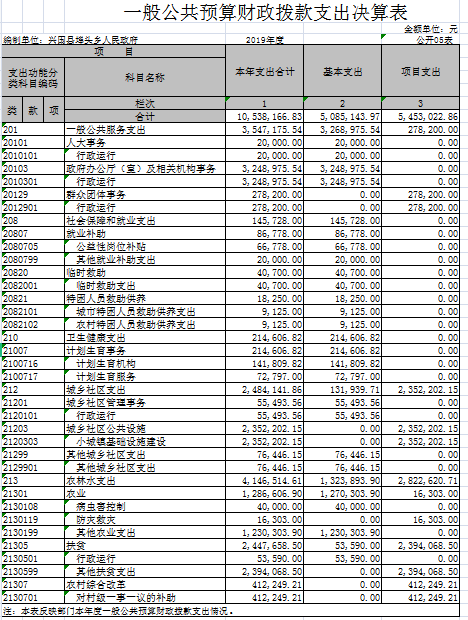 一般公共预算财政拨款支出决算表
金额单位：元
编制单位：兴国县埠头乡人民政府 2019年度 公开05表
项 目 本年支出合计 基本支出 项目支出
支出功能分类科目编码 科目名称
类 款 项 栏次 1 2 3
合计 10,538,166.83 5,085,143.97 5,453,022.86
201 一般公共服务支出 3,547,175.54 3,268,975.54 278,200.00
20101 人大事务 20,000.00 20,000.00 0.00
2010101 行政运行 20,000.00 20,000.00 0.00
20103 政府办公厅（室）及相关机构事务 3,248,975.54 3,248,975.54 0.00
2010301 行政运行 3,248,975.54 3,248,975.54 0.00
20129 群众团体事务 278,200.00 0.00 278,200.00
2012901 行政运行 278,200.00 0.00 278,200.00
208 社会保障和就业支出 145,728.00 145,728.00 0.00
20807 就业补助 86,778.00 86,778.00 0.00
2080705 公益性岗位补贴 66,778.00 66,778.00 0.00
2080799 其他就业补助支出 20,000.00 20,000.00 0.00
20820 临时救助 40,700.00 40,700.00 0.00
2082001 临时救助支出 40,700.00 40,700.00 0.00
20821 特困人员救助供养 18,250.00 18,250.00 0.00
2082101 城市特困人员救助供养支出 9,125.00 9,125.00 0.00
2082102 农村特困人员救助供养支出 9,125.00 9,125.00 0.00
210 卫生健康支出 214,606.82 214,606.82 0.00
21007 计划生育事务 214,606.82 214,606.82 0.00
2100716 计划生育机构 141,809.82 141,809.82 0.00
2100717 计划生育服务 72,797.00 72,797.00 0.00
212 城乡社区支出 2,484,141.86 131,939.71 2,352,202.15
21201 城乡社区管理事务 55,493.56 55,493.56 0.00
2120101 行政运行 55,493.56 55,493.56 0.00
21203 城乡社区公共设施 2,352,202.15 0.00 2,352,202.15
2120303 小城镇基础设施建设 2,352,202.15 0.00 2,352,202.15
21299 其他城乡社区支出 76,446.15 76,446.15 0.00
2129901 其他城乡社区支出 76,446.15 76,446.15 0.00
213 农林水支出 4,146,514.61 1,323,893.90 2,822,620.71
21301 农业 1,286,606.90 1,270,303.90 16,303.00
2130108 病虫害控制 40,000.00 40,000.00 0.00
2130119 防灾救灾 16,303.00 0.00 16,303.00
2130199 其他农业支出 1,230,303.90 1,230,303.90 0.00
21305 扶贫 2,447,658.50 53,590.00 2,394,068.50
2130501 行政运行 53,590.00 53,590.00 0.00
2130599 其他扶贫支出 2,394,068.50 0.00 2,394,068.50
21307 农村综合改革 412,249.21 0.00 412,249.21
2130701 对村级一事一议的补助 412,249.21 0.00 412,249.21
注：本表反映部门本年度一般公共预算财政拨款支出情况。